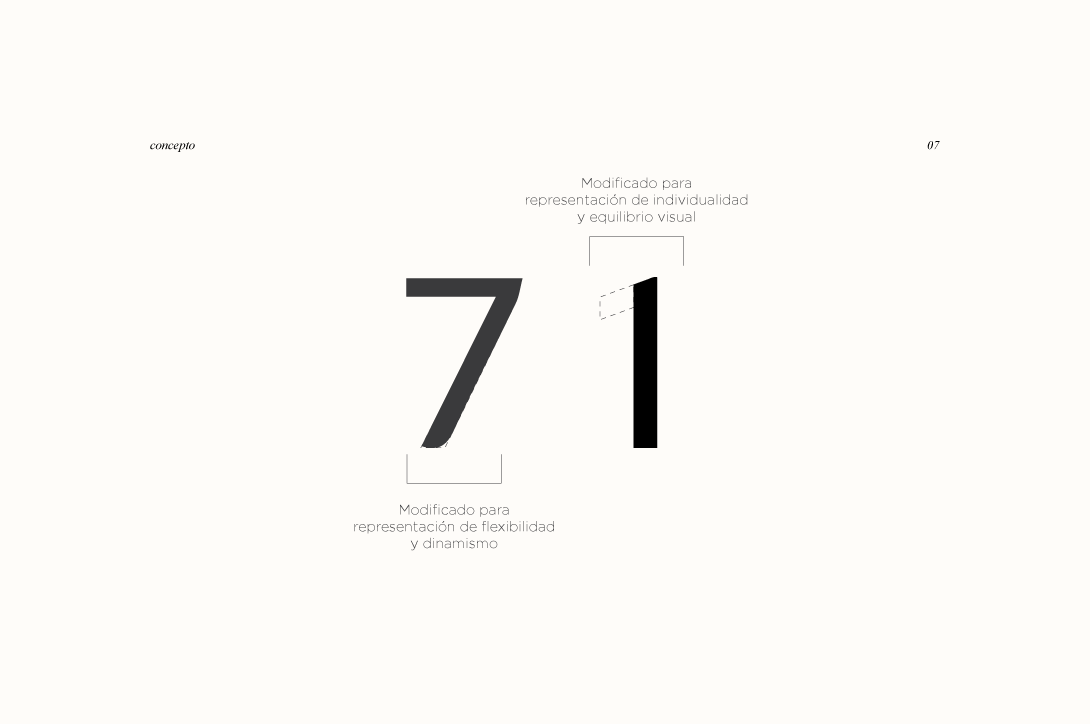 concepto
07
Modificado para
representación de individualidad
y equilibrio visual
71
Modificado para
representación de flexibilidad
y dinamismo